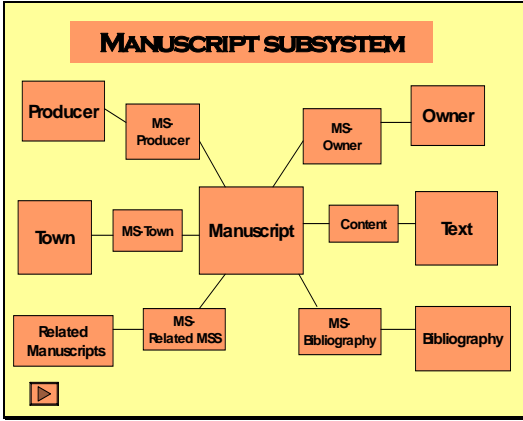 MANUSCRIPT SUBSYSTEM
Producer
MS-
Producer
MS-
Owner
Owner
Town
MS-Town
Manuscript
Content
Text
Related
Manuscripts
MS-
Related MSS
MS-
Bibliography
Bibliography